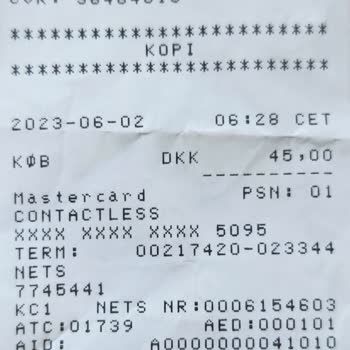 ************************
KOPI
************************
2023-06-02 06:28 CET
KØB DKK 45,00
----------
Mastercard PSN: 01
CONTACTLESS
XXXX XXXX XXXX 5095
TERM: 00217420-023344
NETS
7745441
KC1 NETS NR:0006154603
ATC:01739 AED:000101
AID: A0000000041010